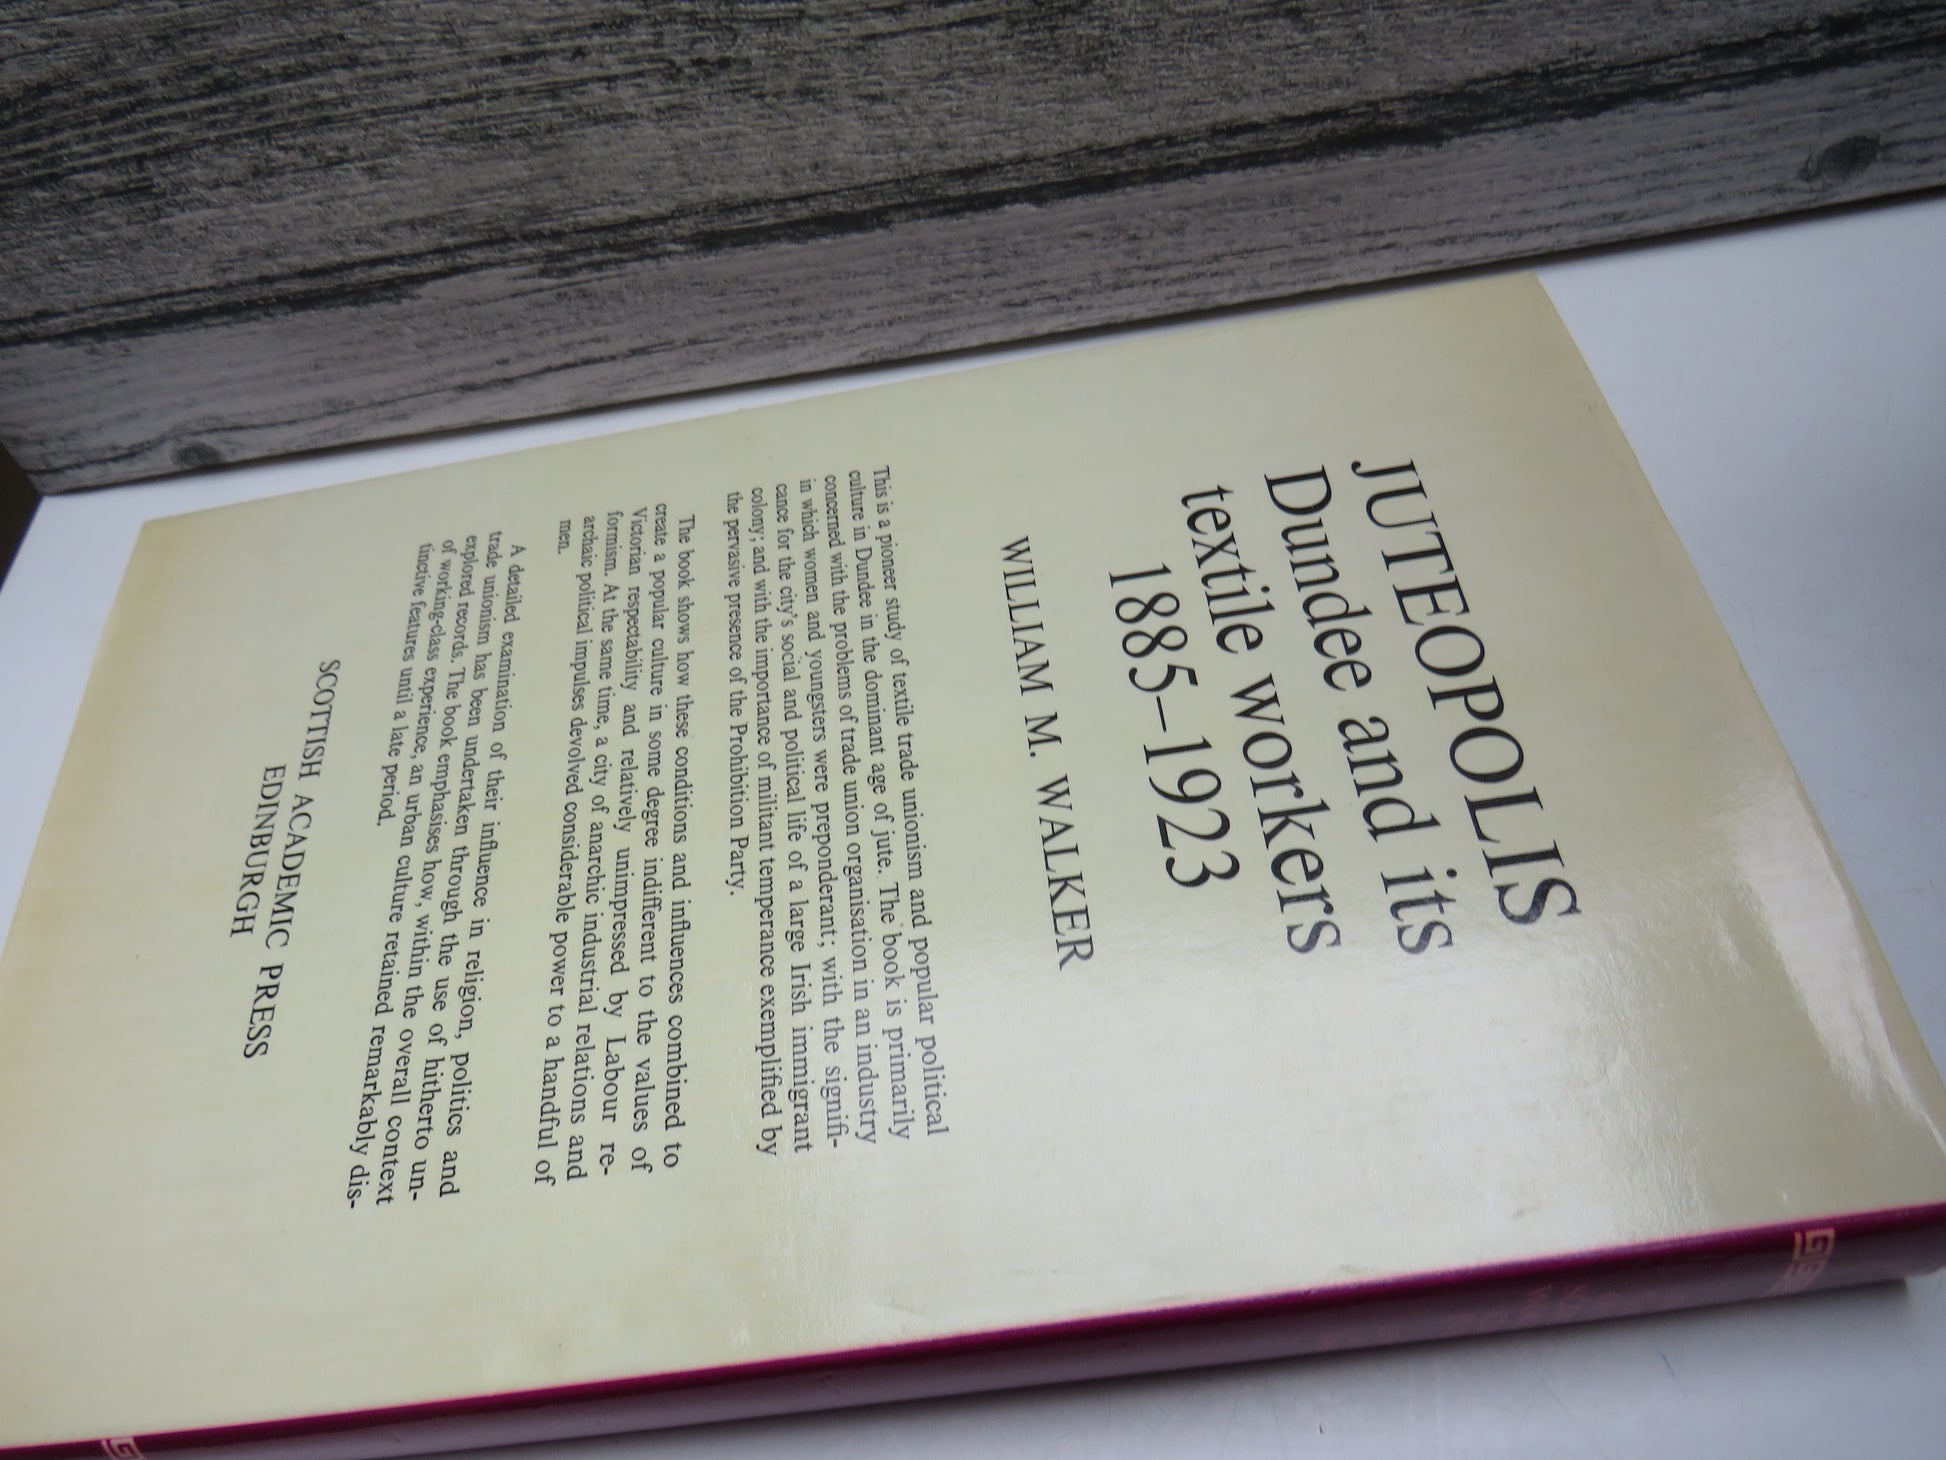 JUTEOPOLIS
Dundee and its
textile workers
1885–1923
WILLIAM M. WALKER
This is a pioneer study of textile trade unionism and popular political
culture in Dundee in the dominant age of jute. The book is primarily
concerned with the problems of trade union organisation in an industry
in which women and youngsters were preponderant; with the signifi-
cance for the city's social and political life of a large Irish immigrant
colony; and with the importance of militant temperance exemplified by
the pervasive presence of the Prohibition Party.
The book shows how these conditions and influences combined to
create a popular culture in some degree indifferent to the values of
Victorian respectability and relatively unimpressed by Labour re-
formism. At the same time, a city of anarchic industrial relations and
archaic political impulses devolved considerable power to a handful of
men.
A detailed examination of their influence in religion, politics and
trade unionism has been undertaken through the use of hitherto un-
explored records. The book emphasises how, within the overall context
of working-class experience, an urban culture retained remarkably dis-
tinctive features until a late period.
SCOTTISH ACADEMIC PRESS
EDINBURGH